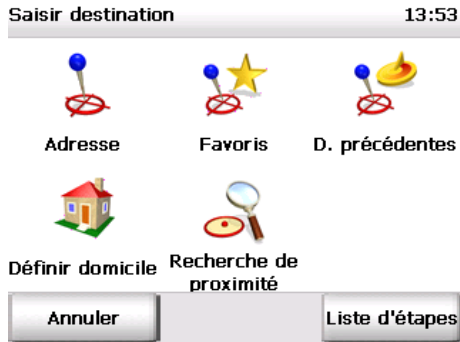 Saisir destination 13:53
Adresse Favoris D. précédentes
Définir domicile Recherche de
proximité
Annuler Liste d'étapes